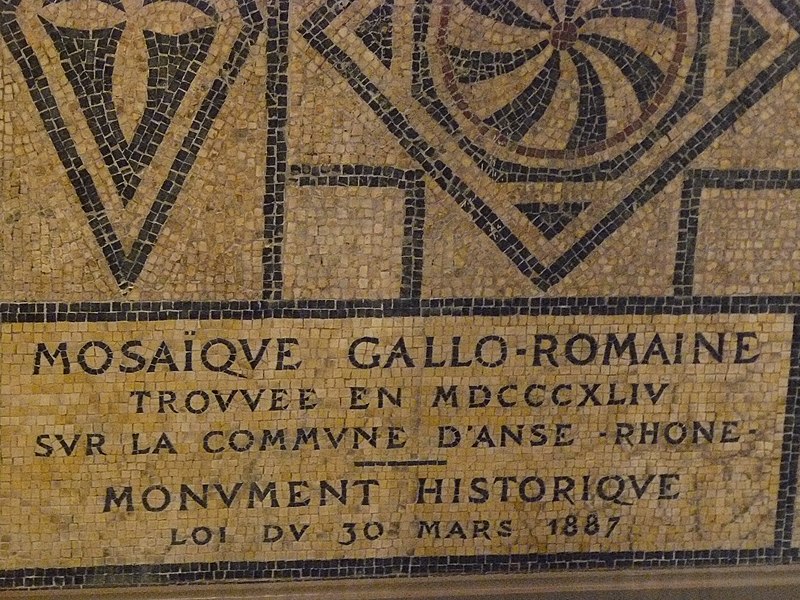 MOSAÏQVE GALLO-ROMAINE
TROVVEE EN MDCCCXLIV
SVR LA COMMVNE D'ANSE -RHONE-
MONVMENT HISTORIQVE
LOI DV 30 MARS 1887